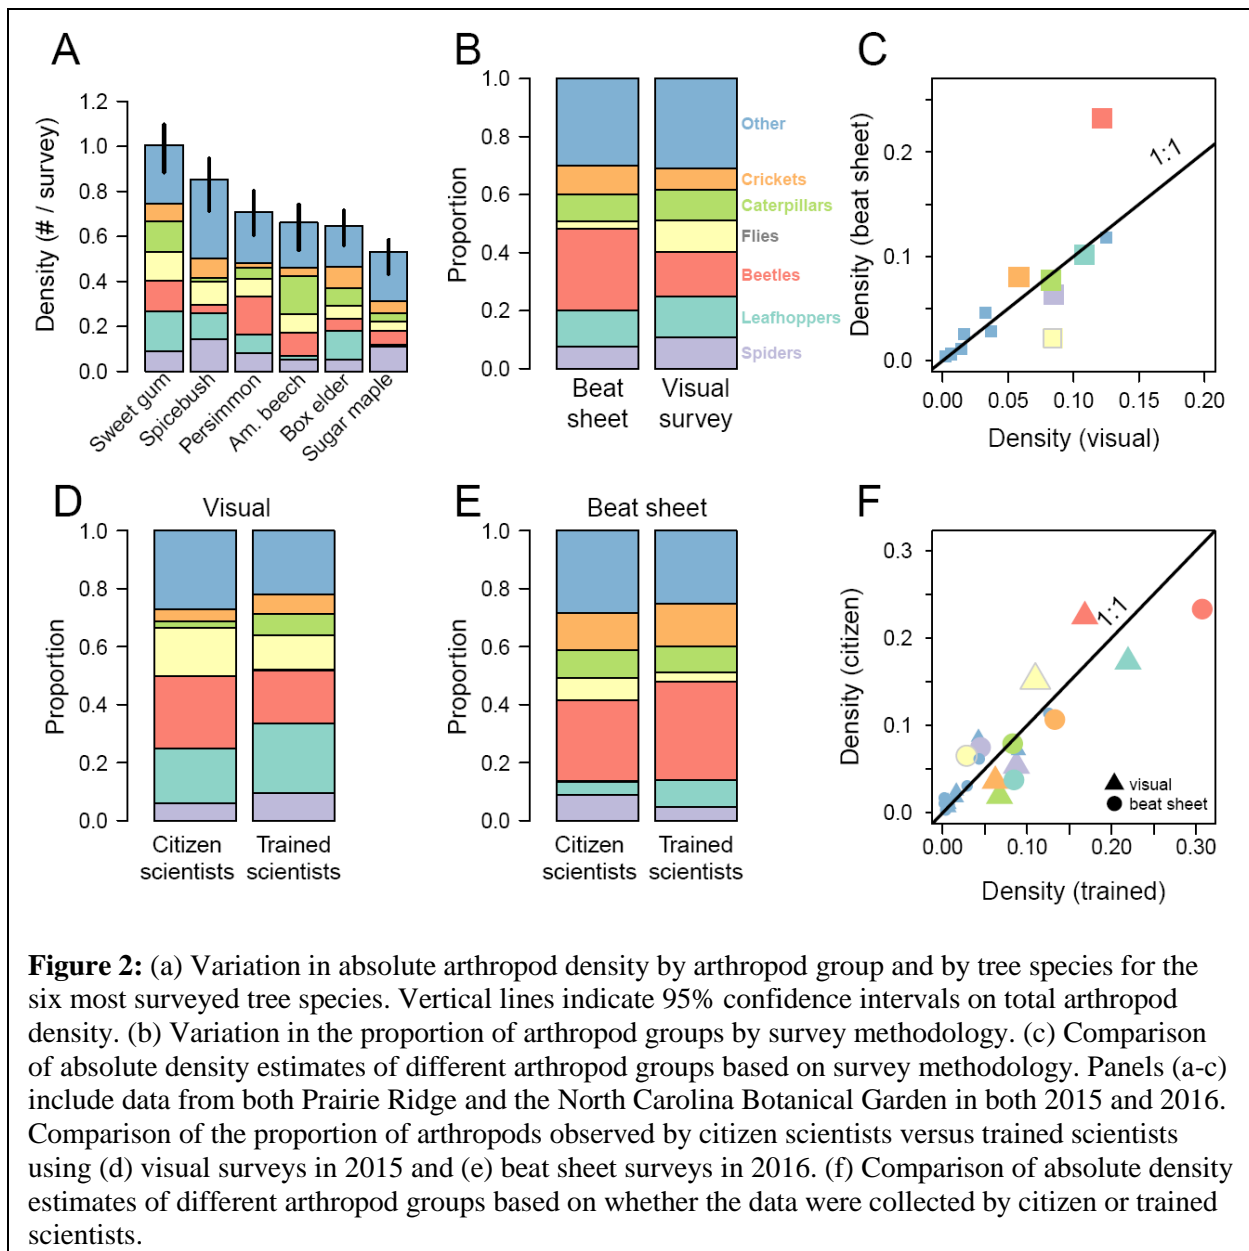 A
Density (# / survey)
1.2
1.0
0.8
0.6
0.4
0.2
0.0
Sweet gum
Spicebush
Persimmon
Am. beech
Box elder
Sugar maple
B
Proportion
1.0
0.8
0.6
0.4
0.2
0.0
Other
Crickets
Caterpillars
Flies
Beetles
Leafhoppers
Spiders
Beat
sheet
Visual
survey
C
Density (beat sheet)
0.2
0.1
0.0
1:1
0.00
0.05
0.10
0.15
0.20
Density (visual)
D
Visual
Proportion
1.0
0.8
0.6
0.4
0.2
0.0
Citizen
scientists
Trained
scientists
E
Beat sheet
Proportion
1.0
0.8
0.6
0.4
0.2
0.0
Citizen
scientists
Trained
scientists
F
Density (citizen)
0.3
0.2
0.1
0.0
1:1
visual
beat sheet
0.00
0.10
0.20
0.30
Density (trained)
Figure 2: (a) Variation in absolute arthropod density by arthropod group and by tree species for the
six most surveyed tree species. Vertical lines indicate 95% confidence intervals on total arthropod
density. (b) Variation in the proportion of arthropod groups by survey methodology. (c) Comparison
of absolute density estimates of different arthropod groups based on survey methodology. Panels (a-c)
include data from both Prairie Ridge and the North Carolina Botanical Garden in both 2015 and 2016.
Comparison of the proportion of arthropods observed by citizen scientists versus trained scientists
using (d) visual surveys in 2015 and (e) beat sheet surveys in 2016. (f) Comparison of absolute density
estimates of different arthropod groups based on whether the data were collected by citizen or trained
scientists.